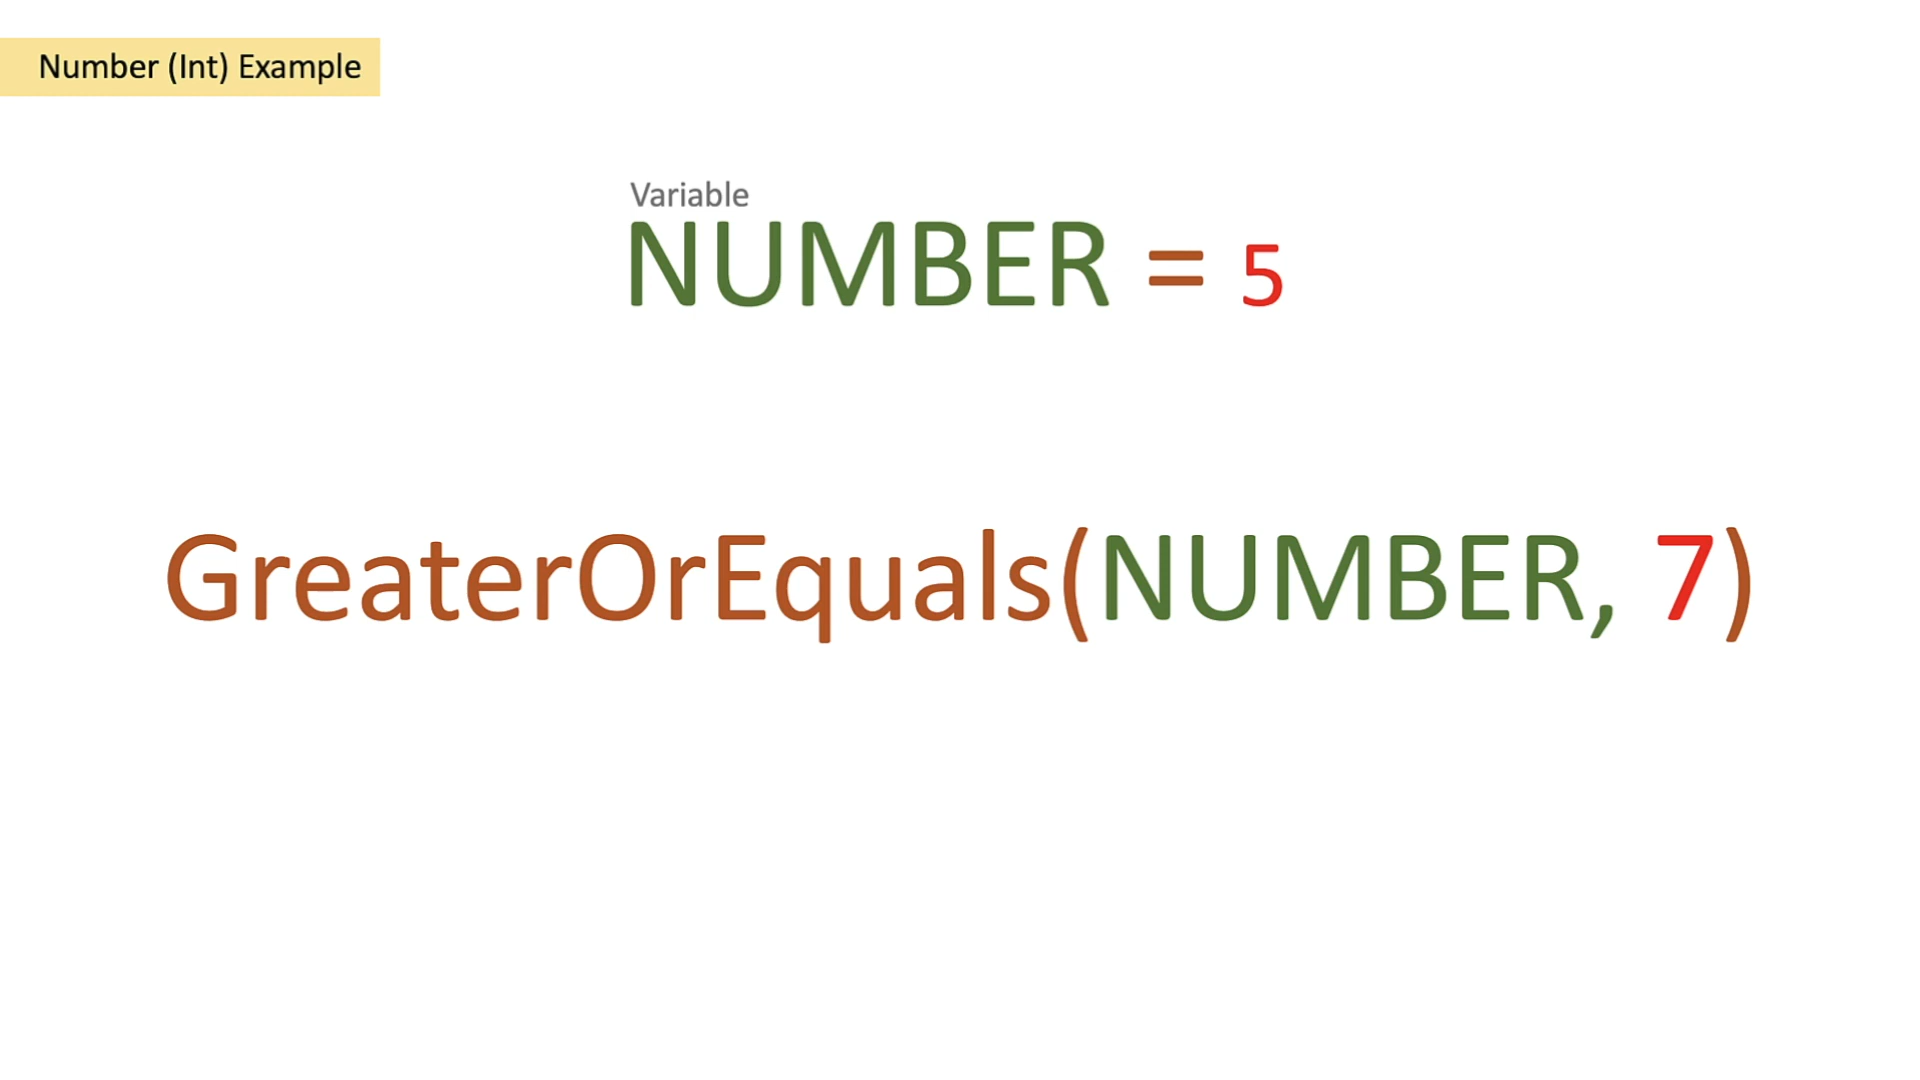 Number (Int) Example
Variable
NUMBER = 5
GreaterOrEquals(NUMBER, 7)